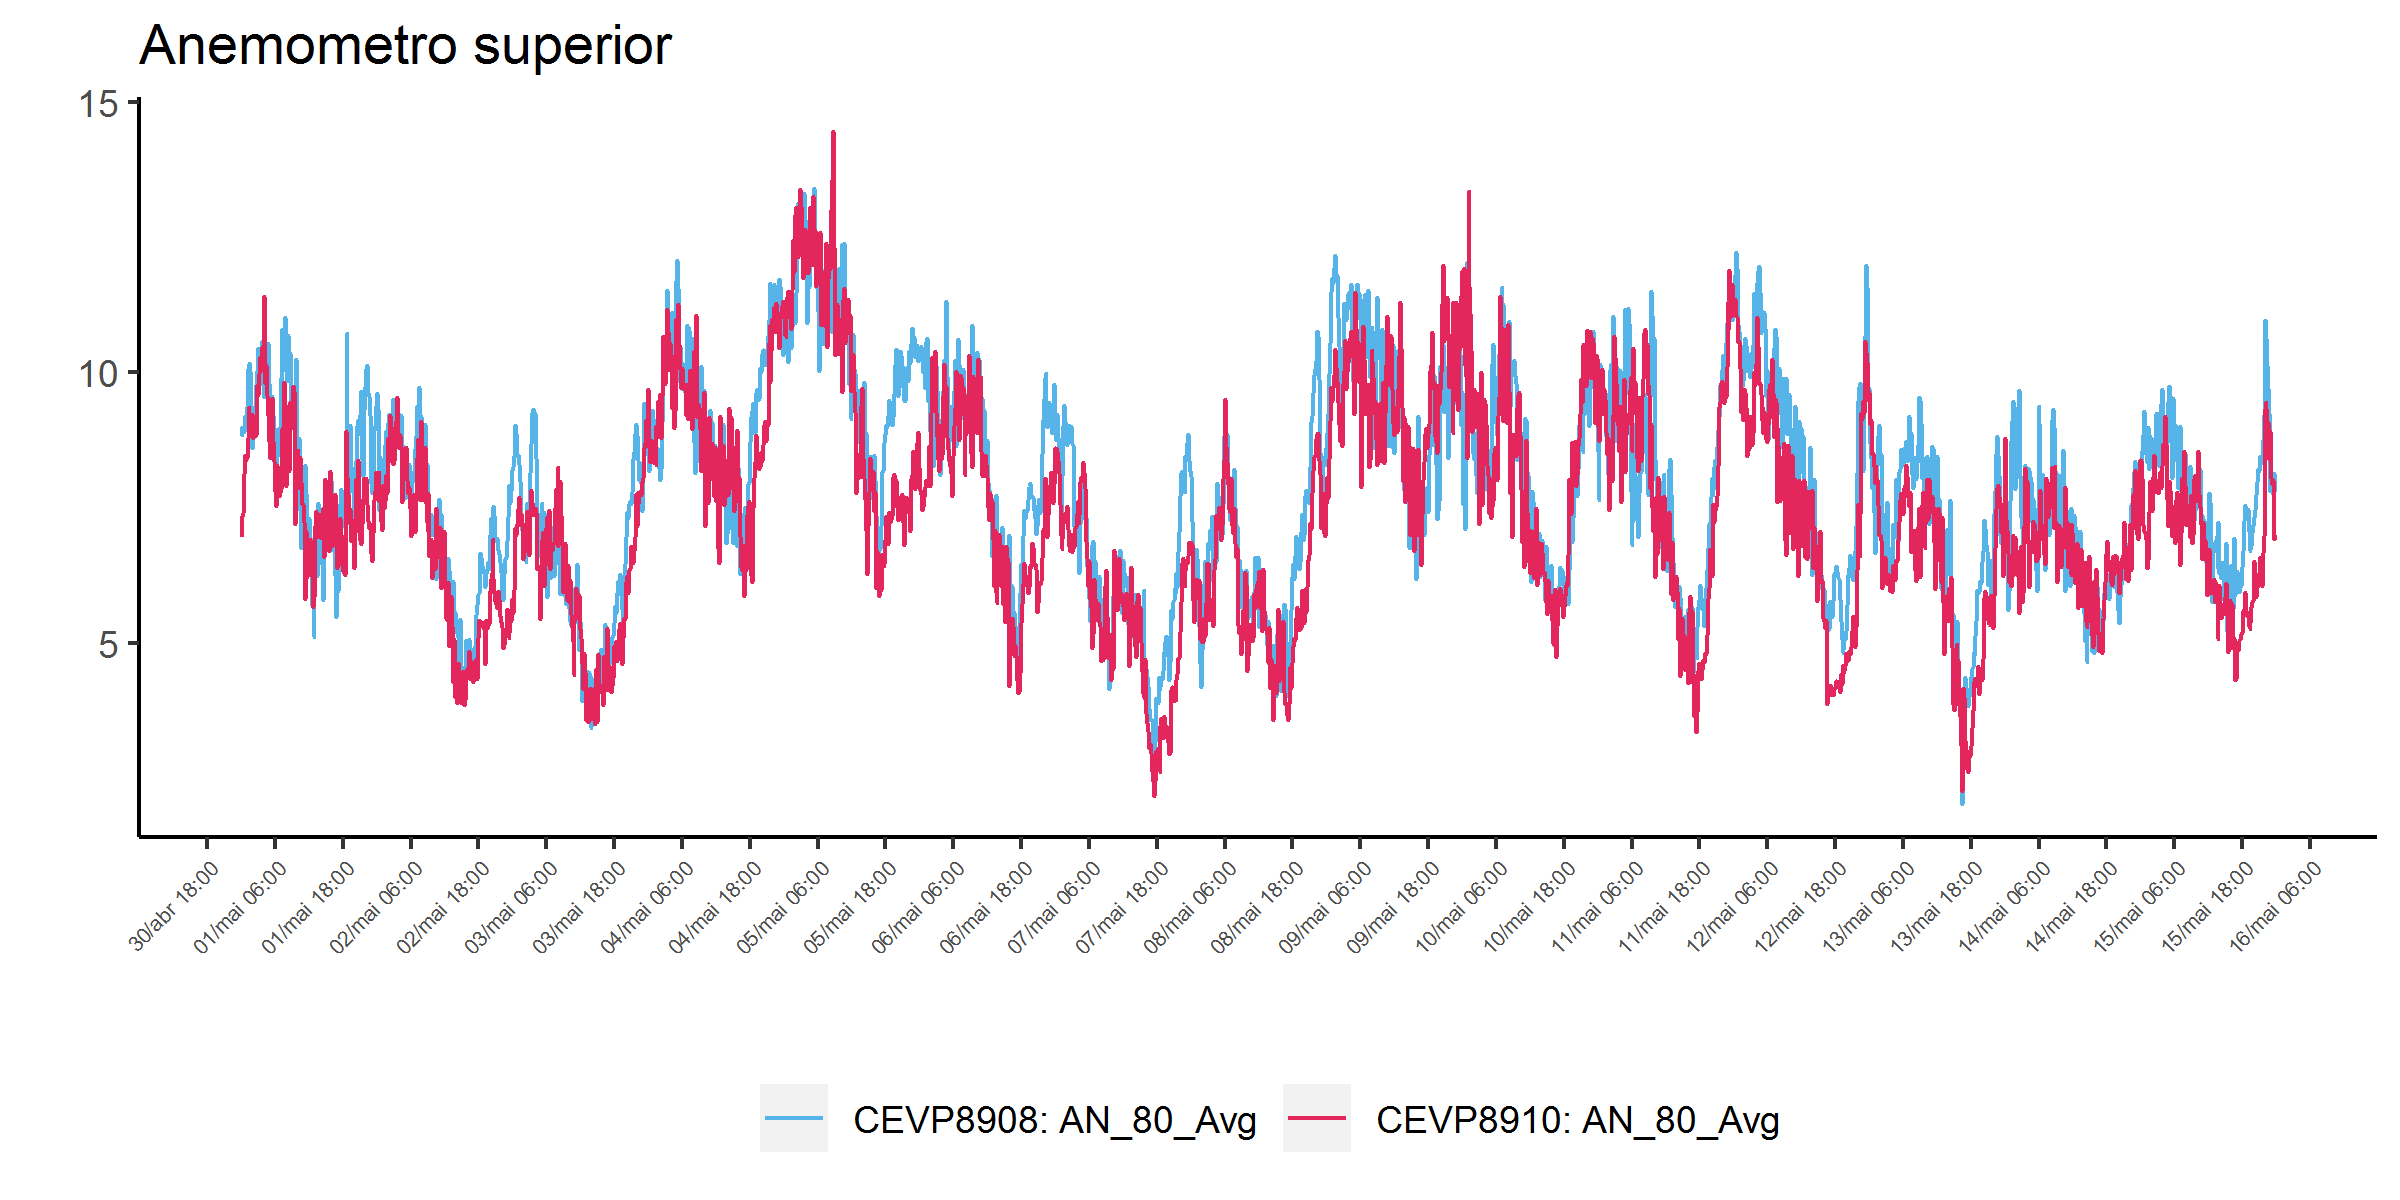 Anemometro superior
15
10
5
30/abr 18:00
01/mai 06:00
01/mai 18:00
02/mai 06:00
02/mai 18:00
03/mai 06:00
03/mai 18:00
04/mai 06:00
04/mai 18:00
05/mai 06:00
05/mai 18:00
06/mai 06:00
06/mai 18:00
07/mai 06:00
07/mai 18:00
08/mai 06:00
08/mai 18:00
09/mai 06:00
09/mai 18:00
10/mai 06:00
10/mai 18:00
11/mai 06:00
11/mai 18:00
12/mai 06:00
12/mai 18:00
13/mai 06:00
13/mai 18:00
14/mai 06:00
14/mai 18:00
15/mai 06:00
15/mai 18:00
16/mai 06:00
CEVP8908: AN_80_Avg
CEVP8910: AN_80_Avg